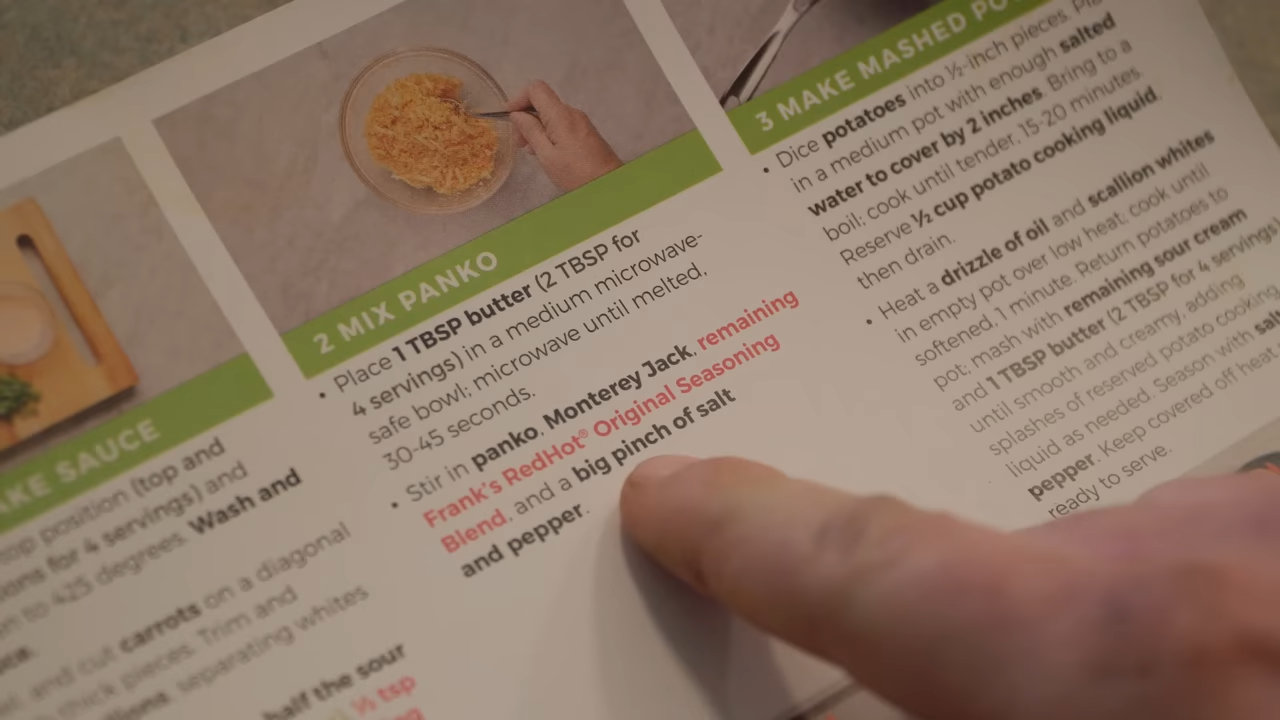 AKE SAUCE
top position (top and
ions for 4 servings) and
to 425 degrees. Wash and
and cut carrots on a diagonal
thick pieces. Trim and
separating whites
half the sour
½ tsp
2 MIX PANKO
• Place 1 TBSP butter (2 TBSP for
4 servings) in a medium microwave-
safe bowl; microwave until melted,
30-45 seconds.
• Stir in panko, Monterey Jack, remaining
Frank's RedHot® Original Seasoning
Blend, and a big pinch of salt
and pepper.
3 MAKE MASHED PO
• Dice potatoes into ½-inch pieces. Pla
in a medium pot with enough salted
water to cover by 2 inches. Bring to a
boil; cook until tender, 15-20 minutes.
Reserve ½ cup potato cooking liquid,
then drain.
• Heat a drizzle of oil and scallion whites
in empty pot over low heat; cook until
softened, 1 minute. Return potatoes to
pot; mash with remaining sour cream
and 1 TBSP butter (2 TBSP for 4 servings)
until smooth and creamy, adding
splashes of reserved potato cooking
liquid as needed. Season with salt
pepper. Keep covered off heat
ready to serve.